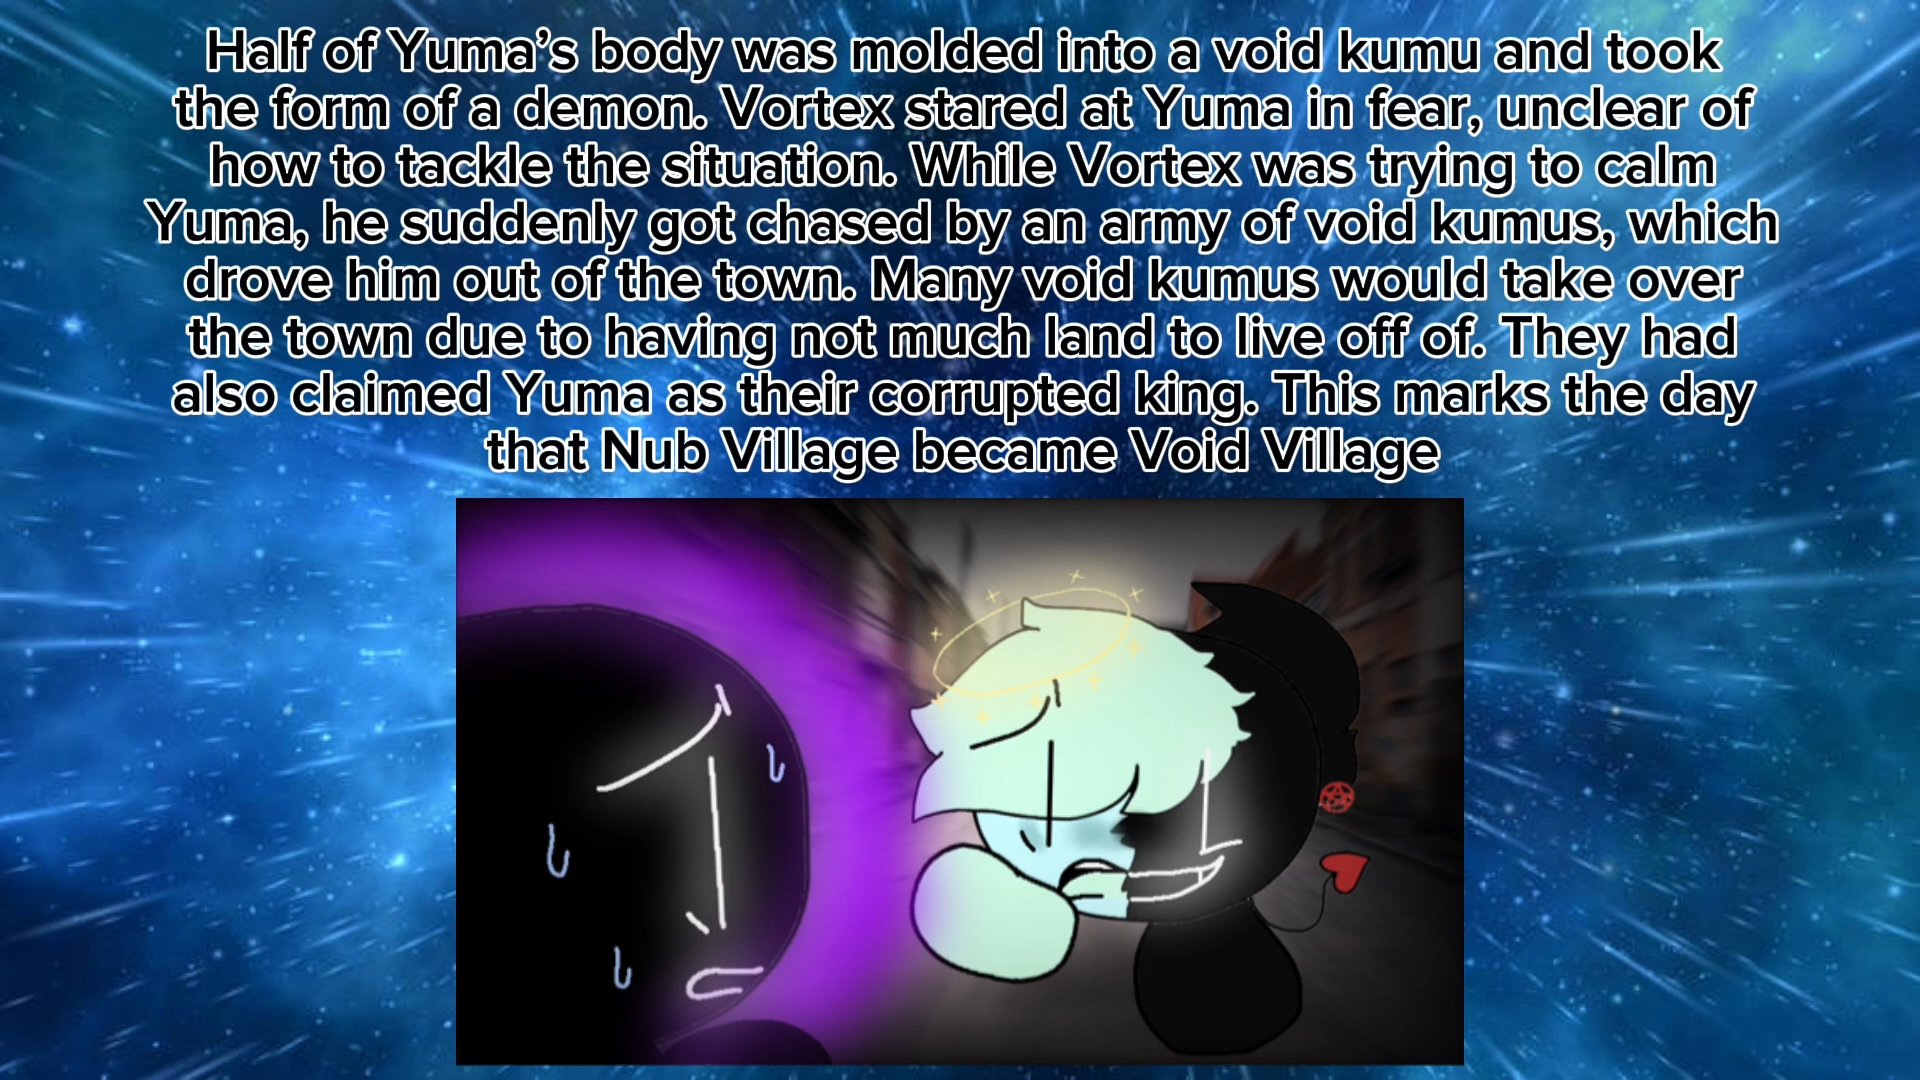 Half of Yuma’s body was molded into a void kumu and took
the form of a demon. Vortex stared at Yuma in fear, unclear of
how to tackle the situation. While Vortex was trying to calm
Yuma, he suddenly got chased by an army of void kumus, which
drove him out of the town. Many void kumus would take over
the town due to having not much land to live off of. They had
also claimed Yuma as their corrupted king. This marks the day
that Nub Village became Void Village